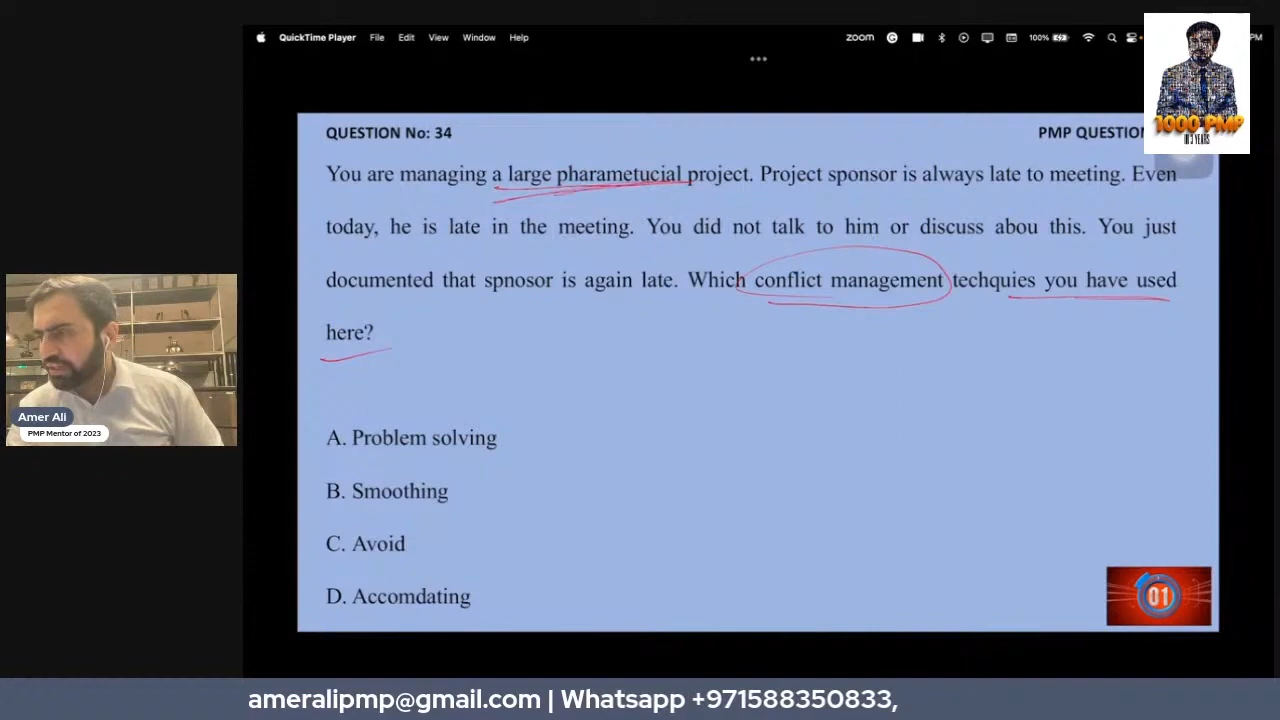 QuickTime Player File Edit View Window Help zoom 100% PM
1000 PMP
IN 3 YEARS
QUESTION No: 34 PMP QUESTION
You are managing a large pharametucial project. Project sponsor is always late to meeting. Even
today, he is late in the meeting. You did not talk to him or discuss abou this. You just
documented that spnosor is again late. Which conflict management techquies you have used
here?
A. Problem solving
B. Smoothing
C. Avoid
D. Accomdating
01
Amer Ali
PMP Mentor of 2023
ameralipmp@gmail.com | Whatsapp +971588350833,